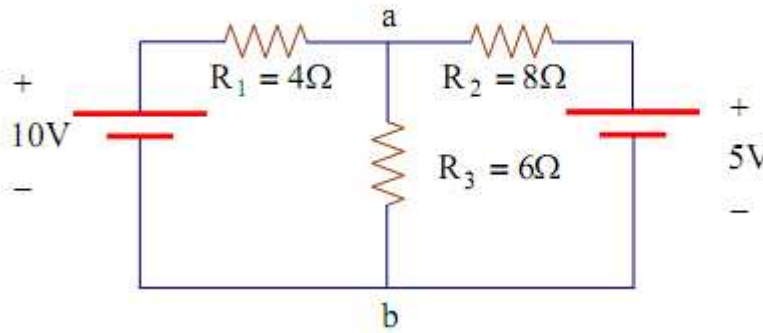 a
R₁ = 4Ω
R₂ = 8Ω
+
10V
−
R₃ = 6Ω
+
5V
−
b